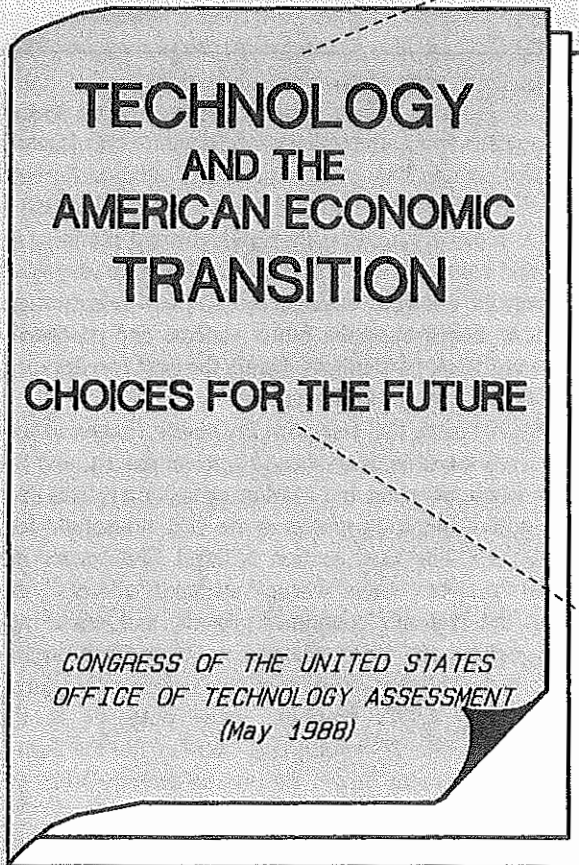 TECHNOLOGY
AND THE
AMERICAN ECONOMIC
TRANSITION
CHOICES FOR THE FUTURE
CONGRESS OF THE UNITED STATES
OFFICE OF TECHNOLOGY ASSESSMENT
(May 1988)